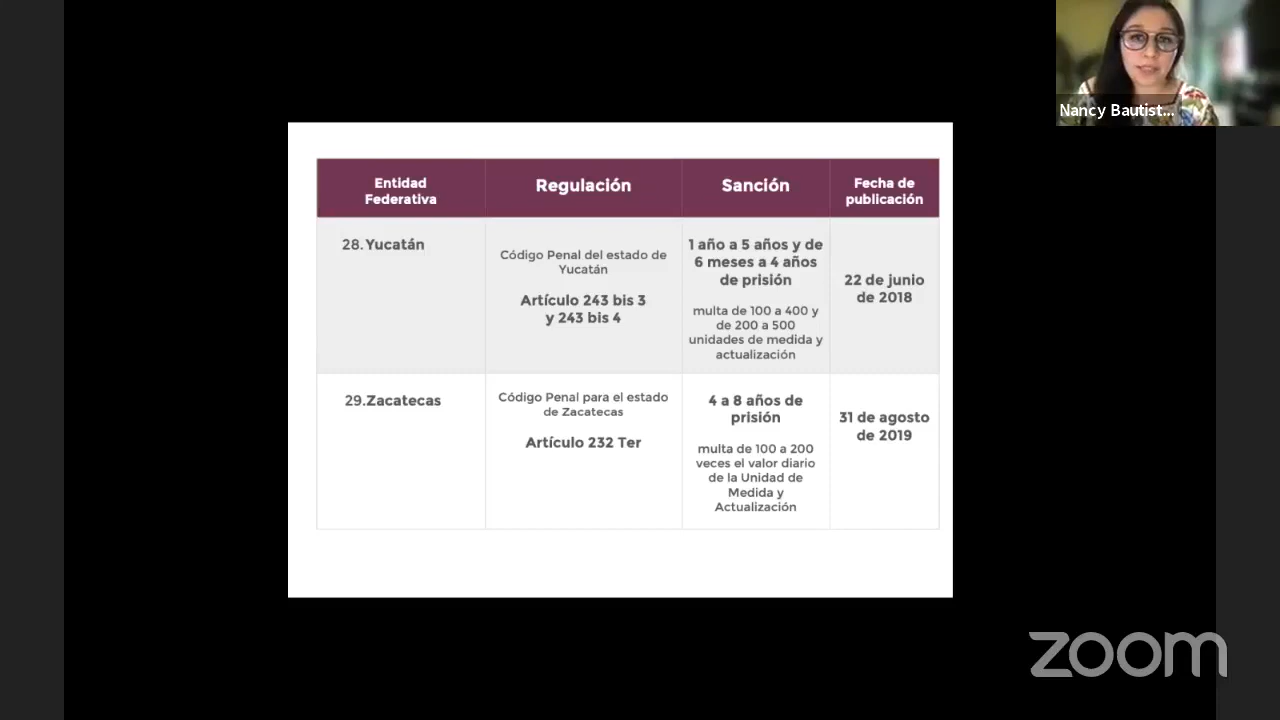 Nancy Bautist...
Entidad
Federativa
Regulación
Sanción
Fecha de
publicación
28. Yucatán
Código Penal del estado de
Yucatán
Artículo 243 bis 3
y 243 bis 4
1 año a 5 años y de
6 meses a 4 años
de prisión
multa de 100 a 400 y
de 200 a 500
unidades de medida y
actualización
22 de junio
de 2018
29.Zacatecas
Código Penal para el estado
de Zacatecas
Artículo 232 Ter
4 a 8 años de
prisión
multa de 100 a 200
veces el valor diario
de la Unidad de
Medida y
Actualización
31 de agosto
de 2019
zoom